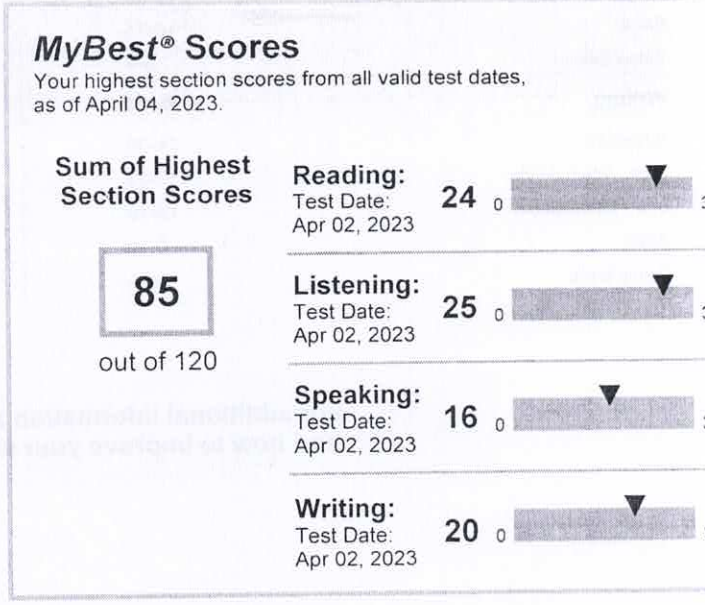 MyBest® Scores
Your highest section scores from all valid test dates,
as of April 04, 2023.
Sum of Highest
Section Scores
85
out of 120
Reading:
Test Date:
Apr 02, 2023
24
0
Listening:
Test Date:
Apr 02, 2023
25
0
Speaking:
Test Date:
Apr 02, 2023
16
0
Writing:
Test Date:
Apr 02, 2023
20
0